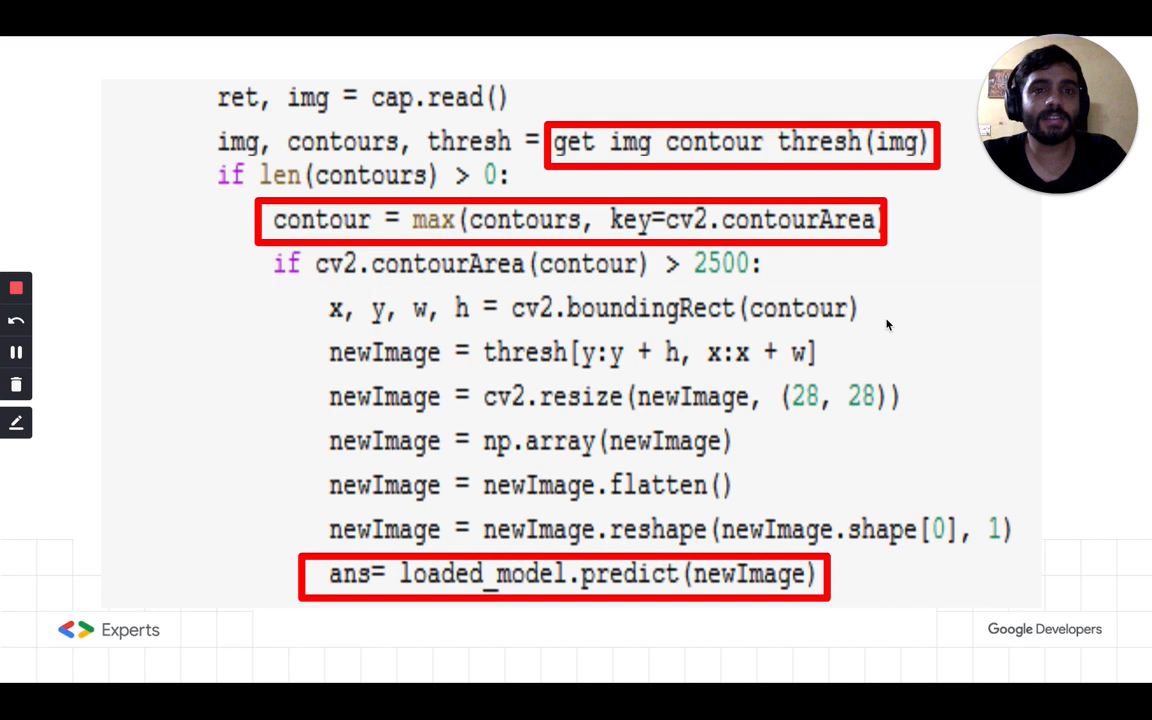 ret, img = cap.read()
img, contours, thresh = get img contour thresh(img)
if len(contours) > 0:
contour = max(contours, key=cv2.contourArea)
if cv2.contourArea(contour) > 2500:
x, y, w, h = cv2.boundingRect(contour)
newImage = thresh[y:y + h, x:x + w]
newImage = cv2.resize(newImage, (28, 28))
newImage = np.array(newImage)
newImage = newImage.flatten()
newImage = newImage.reshape(newImage.shape[0], 1)
ans= loaded_model.predict(newImage)
Experts
Google Developers